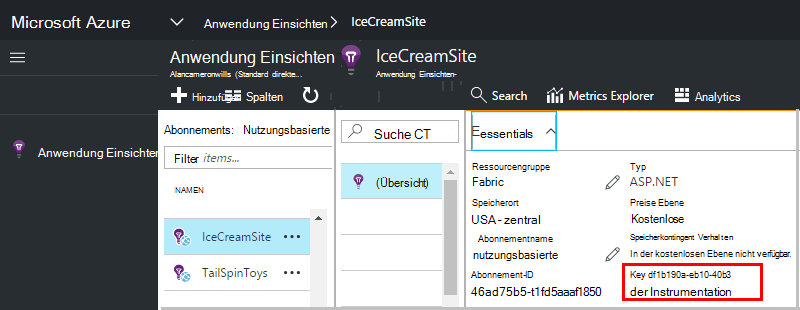 Microsoft Azure
Anwendung Einsichten
IceCreamSite
Anwendung Einsichten
Alancameronwills (Standard direkte...
IceCreamSite
Anwendung Einsichten-
Hinzufügen
Spalten
Search
Metrics Explorer
Analytics
Anwendung Einsichten
Abonnements: Nutzungsbasierte
Filter items...
NAMEN
IceCreamSite
TailSpinToys
Suche CT
(Übersicht)
Eessentials
Ressourcengruppe
Fabric
Typ
ASP.NET
Speicherort
USA - zentral
Preise Ebene
Kostenlose
Abonnementname
nutzungsbasierte
Speicherkontingent Verhalten
In der kostenlosen Ebene nicht verfügbar.
Abonnement-ID
46ad75b5-t1fd5aaaf1850
Key df1b190a-eb10-40b3
der Instrumentation